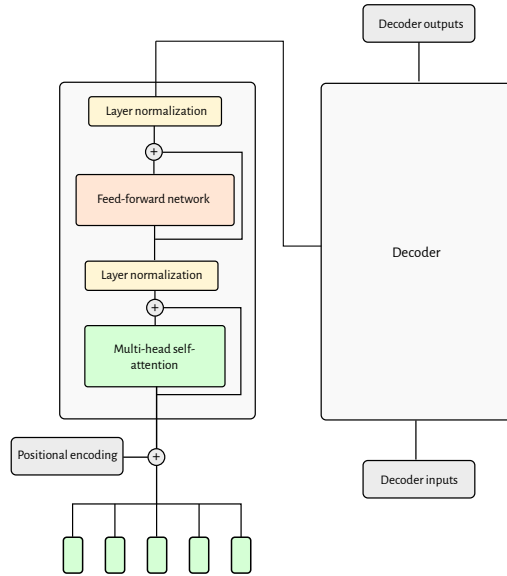 Decoder outputs
Layer normalization
+
Feed-forward network
Decoder
Layer normalization
+
Multi-head self-
attention
Positional encoding
+
Decoder inputs